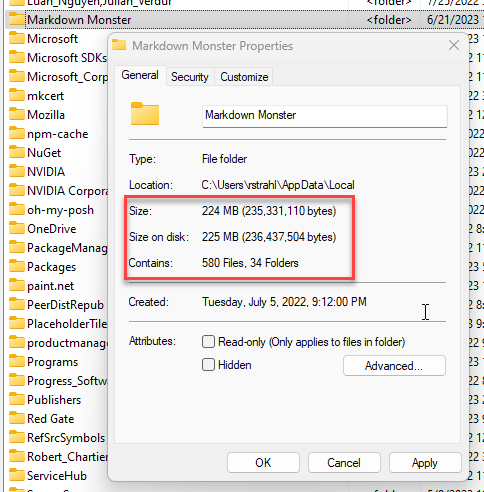 Luan_Nguyen,Julian_Verdur <folder> 7/25/2022
Markdown Monster <folder> 6/21/2023
Microsoft
Microsoft SDKs
Microsoft_Corp
mkcert
Mozilla
npm-cache
NuGet
NVIDIA
NVIDIA Corpora
oh-my-posh
OneDrive
PackageManag
Packages
paint.net
PeerDistRepub
PlaceholderTile
productmanage
Programs
Progress_Softwa
Publishers
Red Gate
RefSrcSymbols
Robert_Chartier
ServiceHub
Markdown Monster Properties
General Security Customize
Markdown Monster
Type: File folder
Location: C:\Users\rstrahl\AppData\Local
Size: 224 MB (235,331,110 bytes)
Size on disk: 225 MB (236,437,504 bytes)
Contains: 580 Files, 34 Folders
Created: Tuesday, July 5, 2022, 9:12:00 PM
Attributes: Read-only (Only applies to files in folder)
Hidden
Advanced...
OK Cancel Apply